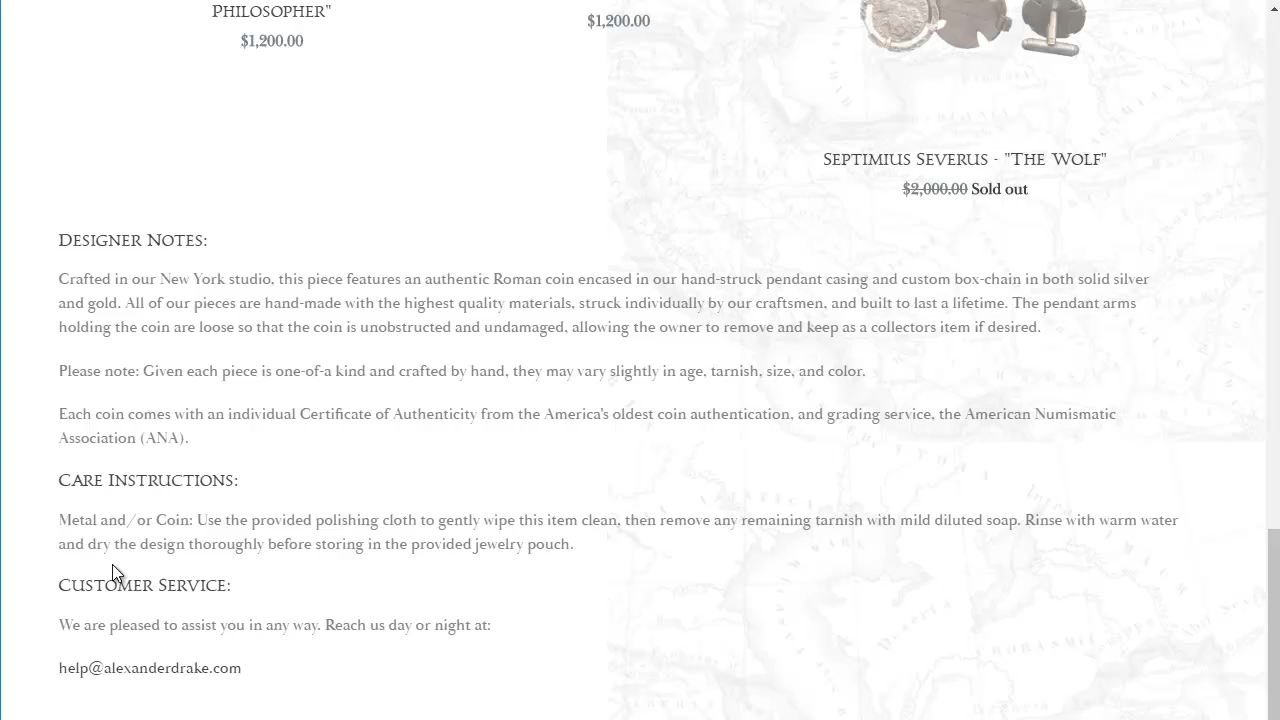 PHILOSOPHER"
$1,200.00
$1,200.00
SEPTIMIUS SEVERUS - "THE WOLF"
$2,000.00 Sold out
DESIGNER NOTES:
Crafted in our New York studio, this piece features an authentic Roman coin encased in our hand-struck pendant casing and custom box-chain in both solid silver
and gold. All of our pieces are hand-made with the highest quality materials, struck individually by our craftsmen, and built to last a lifetime. The pendant arms
holding the coin are loose so that the coin is unobstructed and undamaged, allowing the owner to remove and keep as a collectors item if desired.
Please note: Given each piece is one-of-a kind and crafted by hand, they may vary slightly in age, tarnish, size, and color.
Each coin comes with an individual Certificate of Authenticity from the America's oldest coin authentication, and grading service, the American Numismatic
Association (ANA).
CARE INSTRUCTIONS:
Metal and/or Coin: Use the provided polishing cloth to gently wipe this item clean, then remove any remaining tarnish with mild diluted soap. Rinse with warm water
and dry the design thoroughly before storing in the provided jewelry pouch.
CUSTOMER SERVICE:
We are pleased to assist you in any way. Reach us day or night at:
help@alexanderdrake.com